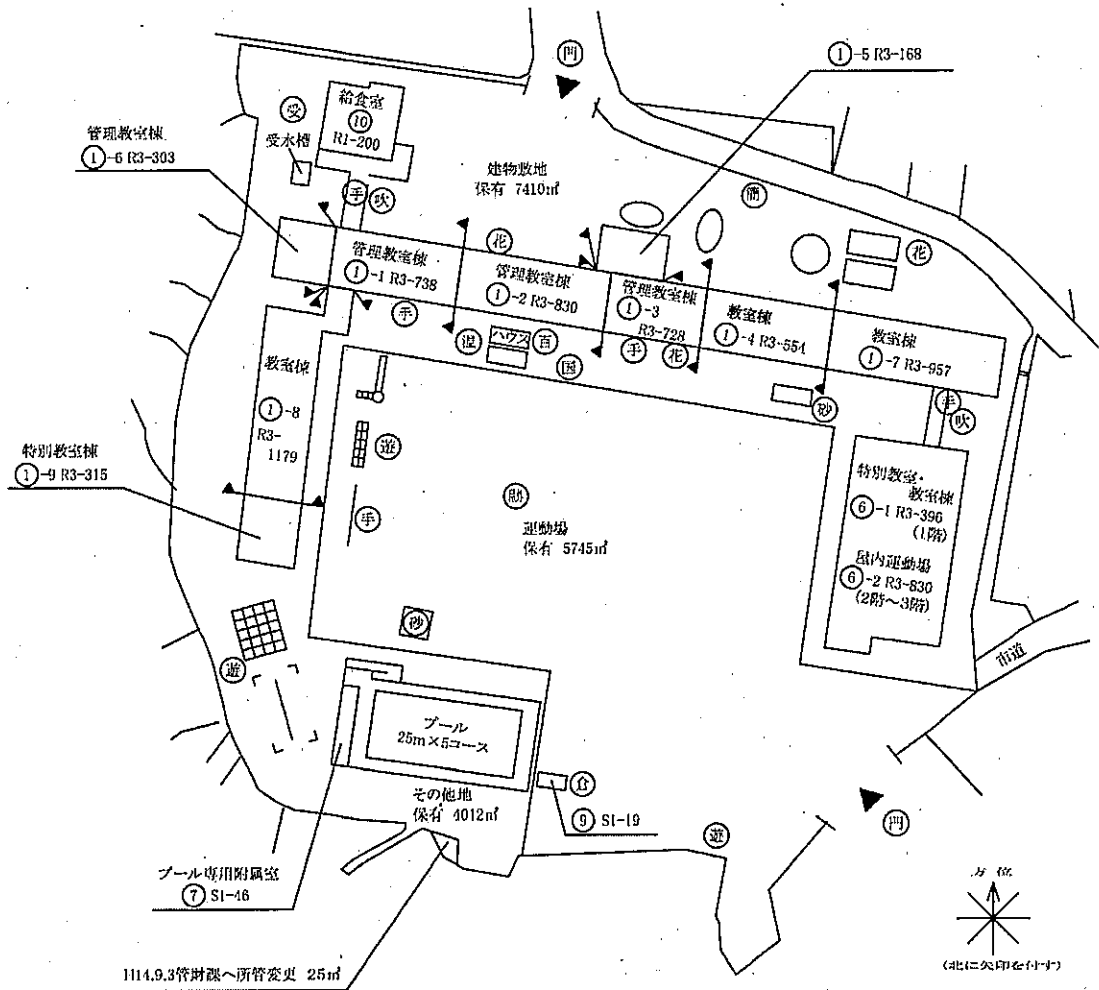 門
①-5 R3-168
給食室
⑩
R1-200
受
受水槽
管理教室棟
①-6 R3-303
建物敷地
保有 7410㎡
手
吹
簡
花
花
管理教室棟
①-1 R3-738
管理教室棟
①-2 R3-830
管理教室棟
①-3
R3-728
教室棟
①-4 R3-554
教室棟
①-7 R3-957
手
ハウス
百
国
手
花
砂
手
吹
教室棟
①-8
R3-
1179
遊
手
特別教室棟
①-9 R3-315
運動場
保有 5745㎡
特別教室・
教室棟
⑥-1 R3-396
(1階)
屋内運動場
⑥-2 R3-830
(2階～3階)
砂
市道
遊
プール
25m×5コース
その他地
保有 4012㎡
倉
⑨ S1-19
遊
門
プール専用附属室
⑦ S1-46
H14.9.3管財課へ所管変更 25㎡
方位
(北に矢印を付す)